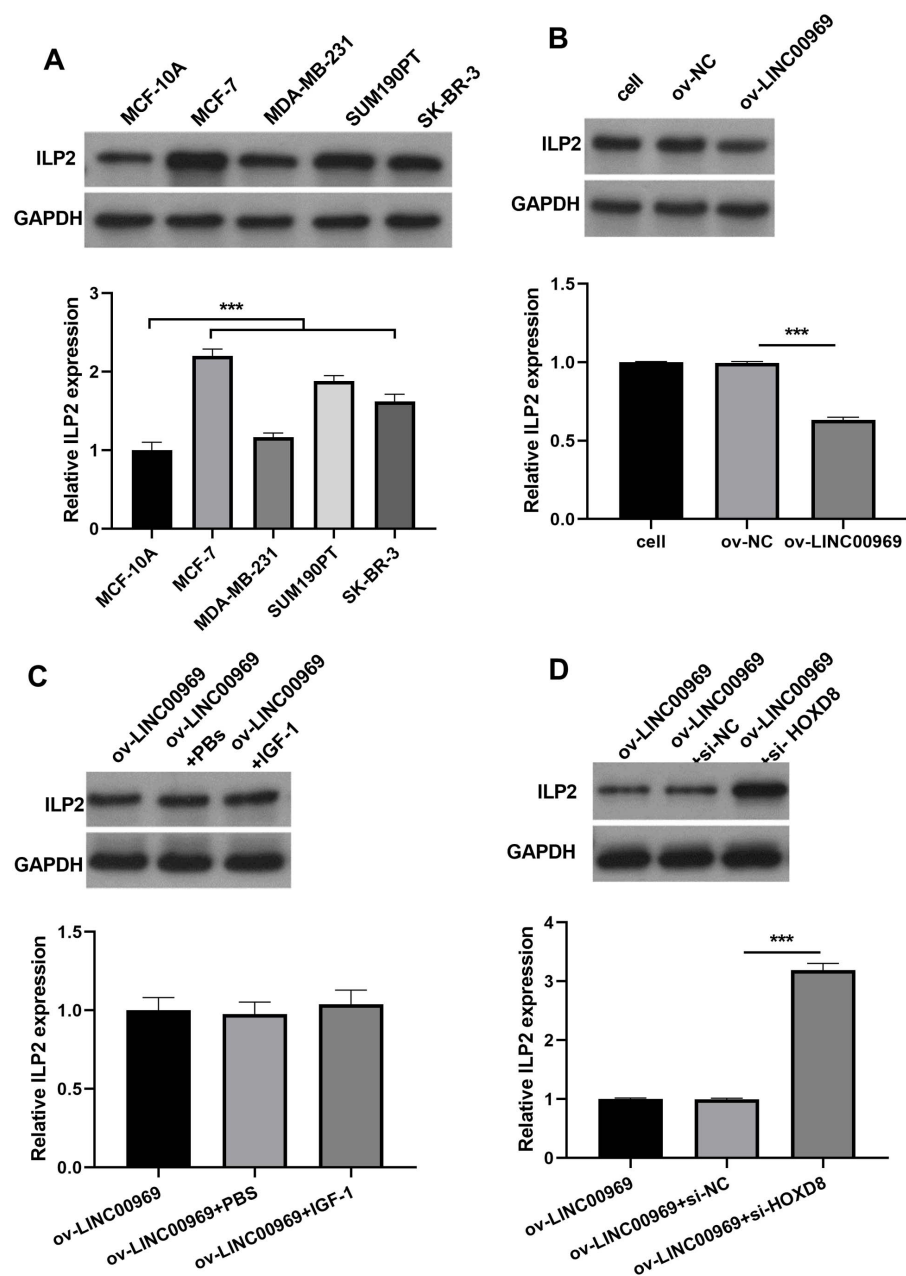 A
MCF-10A
MCF-7
MDA-MB-231
SUM190PT
SK-BR-3
ILP2
GAPDH
Relative ILP2 expression
3
2
1
0
***
MCF-10A
MCF-7
MDA-MB-231
SUM190PT
SK-BR-3
B
cell
ov-NC
ov-LINC00969
ILP2
GAPDH
Relative ILP2 expression
1.5
1.0
0.5
0.0
***
cell
ov-NC
ov-LINC00969
C
ov-LINC00969
ov-LINC00969
+PBs
ov-LINC00969
+IGF-1
ILP2
GAPDH
Relative ILP2 expression
1.5
1.0
0.5
0.0
ov-LINC00969
ov-LINC00969+PBS
ov-LINC00969+IGF-1
D
ov-LINC00969
ov-LINC00969
+si-NC
ov-LINC00969
+si- HOXD8
ILP2
GAPDH
Relative ILP2 expression
4
3
2
1
0
***
ov-LINC00969
ov-LINC00969+si-NC
ov-LINC00969+si-HOXD8